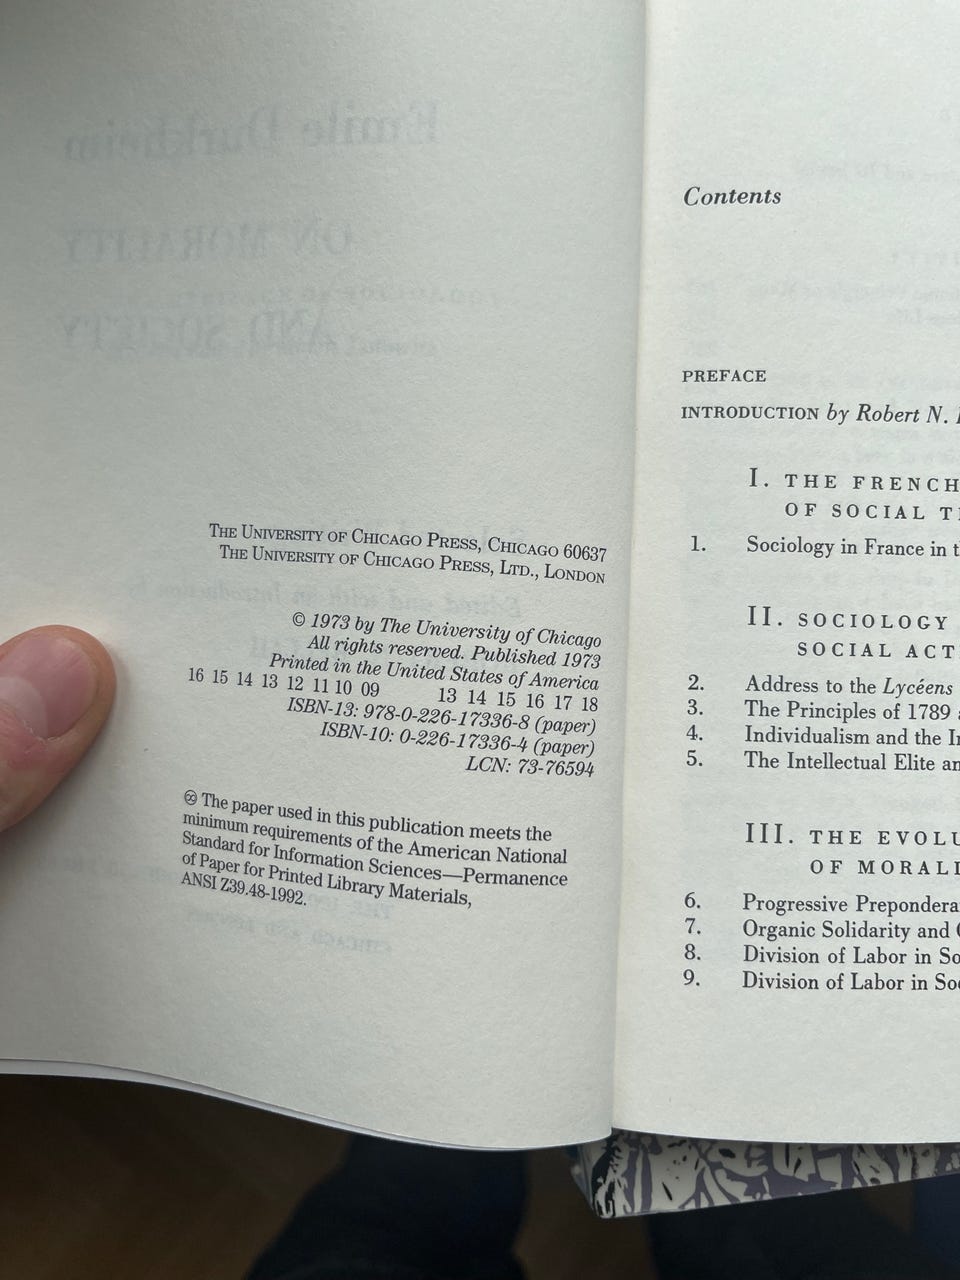 Emile Durkheim
ON MORALITY
AND SOCIETY
THE UNIVERSITY OF CHICAGO PRESS, CHICAGO 60637
THE UNIVERSITY OF CHICAGO PRESS, LTD., LONDON
© 1973 by The University of Chicago
All rights reserved. Published 1973
Printed in the United States of America
16 15 14 13 12 11 10 09 13 14 15 16 17 18
ISBN-13: 978-0-226-17336-8 (paper)
ISBN-10: 0-226-17336-4 (paper)
LCN: 73-76594
♾ The paper used in this publication meets the
minimum requirements of the American National
Standard for Information Sciences—Permanence
of Paper for Printed Library Materials,
ANSI Z39.48-1992.
Contents
PREFACE
INTRODUCTION by Robert N.
I. THE FRENCH
OF SOCIAL
1. Sociology in France in
II. SOCIOLOGY
SOCIAL
2. Address to the Lycéens
3. The Principles of 1789
4. Individualism and the
5. The Intellectual Elite
III. THE
OF
6. Progressive
7. Organic Solidarity and
8. Division of Labor in
9. Division of Labor in